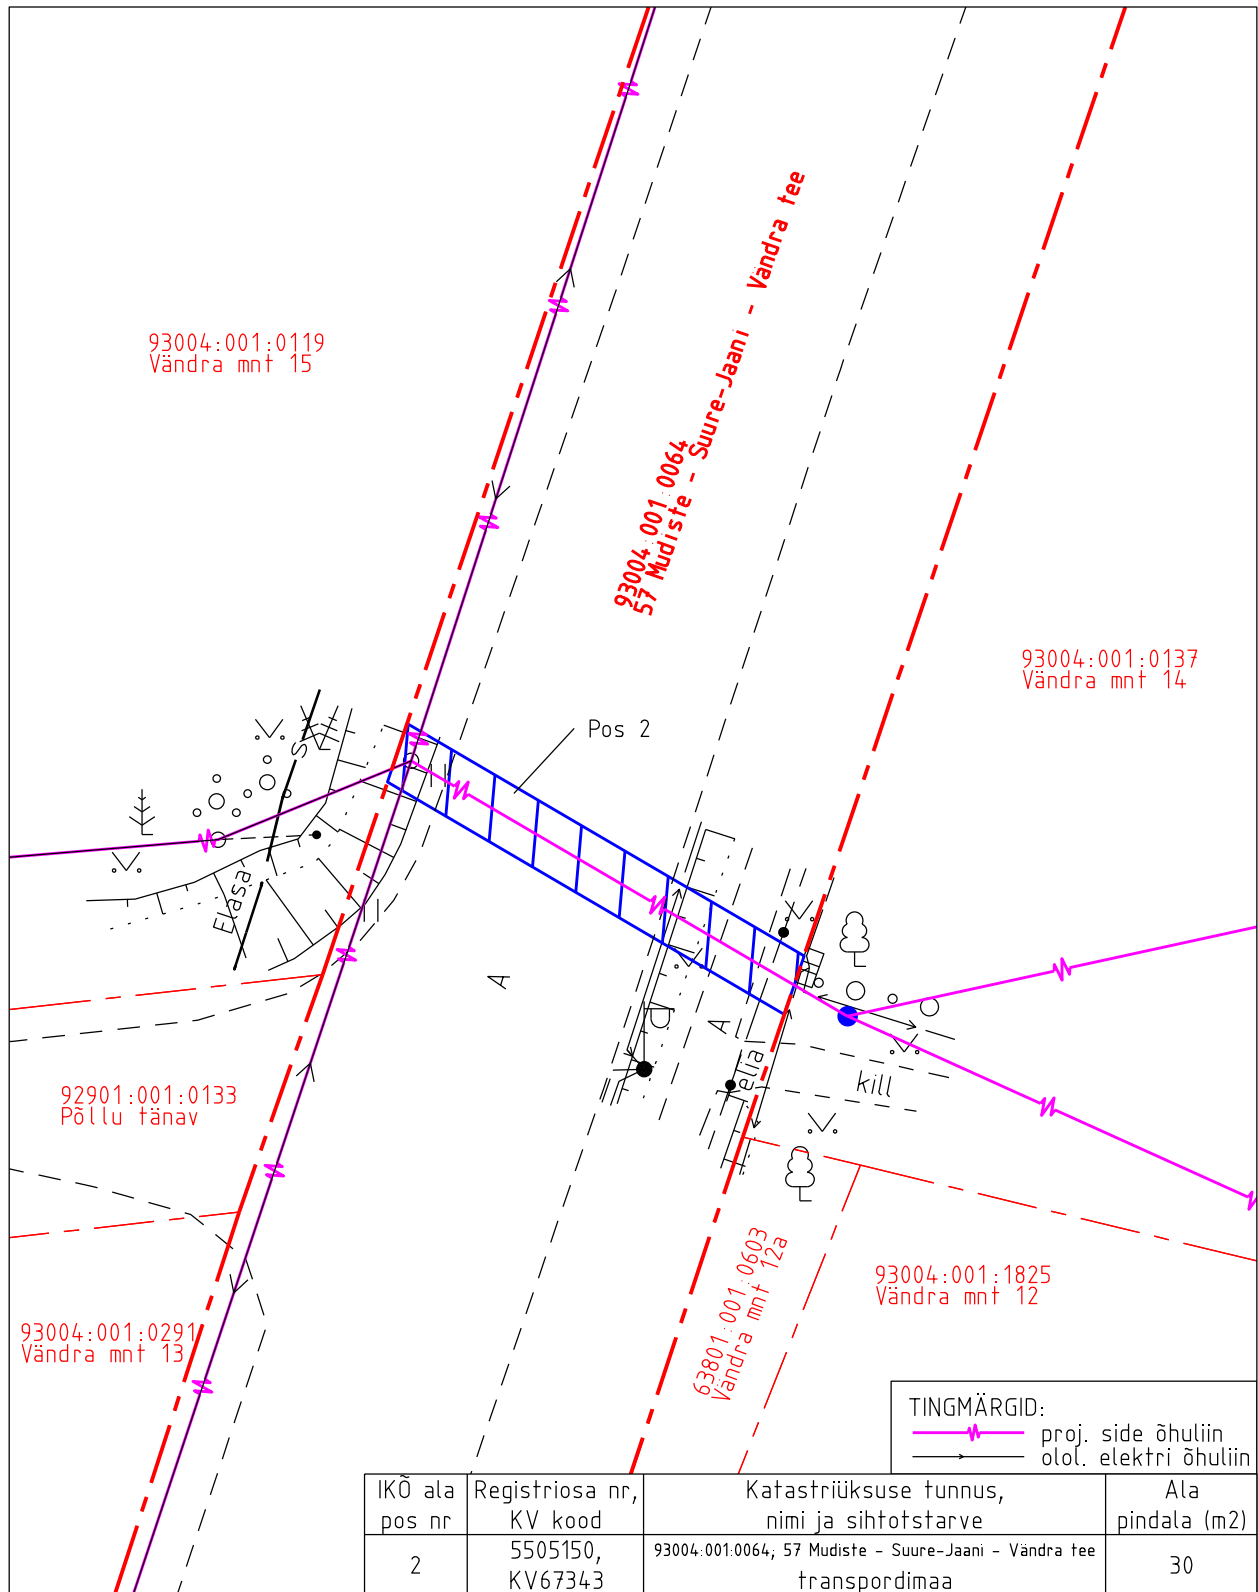 93004:001:0119
Vändra mnt 15
93004:001:0064
57 Mudiste - Suure-Jaani - Vändra tee
93004:001:0137
Vändra mnt 14
Pos 2
S
Elasa
A
A
D
Telia
kill
92901:001:0133
Põllu tänav
63801:001:0603
Vändra mnt 12a
93004:001:1825
Vändra mnt 12
93004:001:0291
Vändra mnt 13
TINGMÄRGID:
proj. side õhuliin
olol. elektri õhuliin
IKÕ ala
pos nr
Registriosa nr,
KV kood
Katastriüksuse tunnus,
nimi ja sihtotstarve
Ala
pindala (m2)
2
5505150,
KV67343
93004:001:0064; 57 Mudiste - Suure-Jaani - Vändra tee
transpordimaa
30